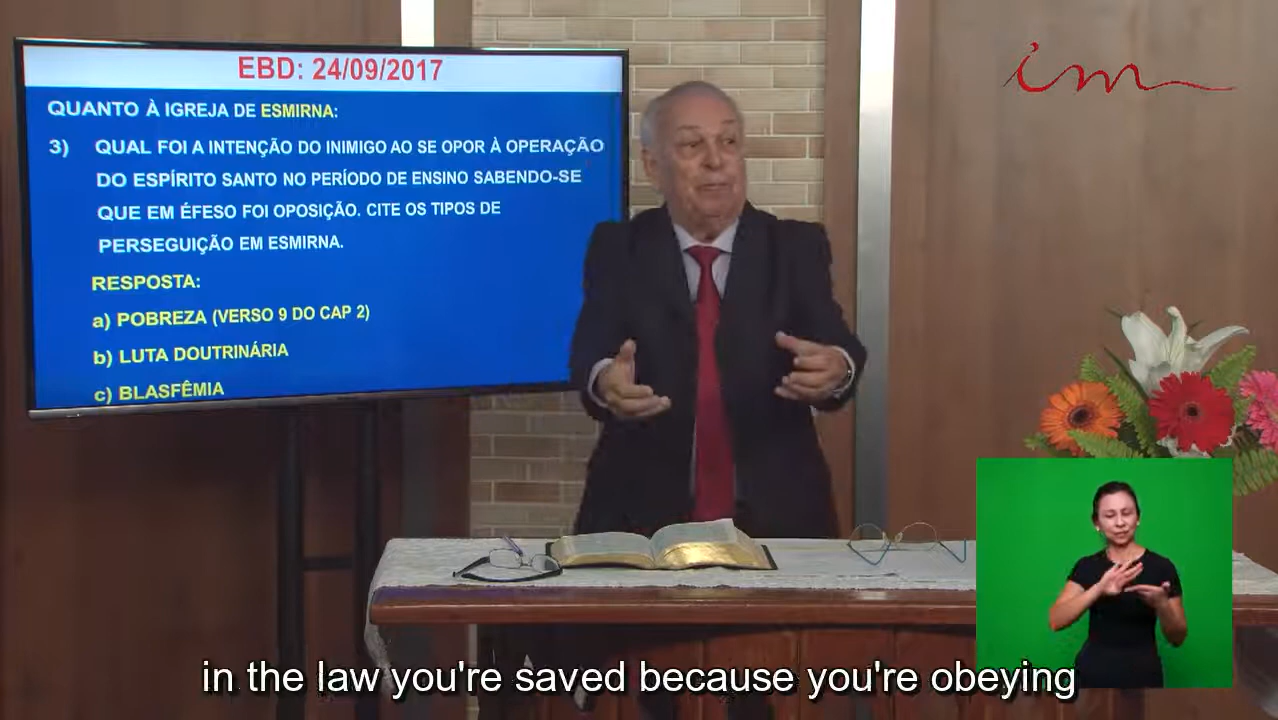 EBD: 24/09/2017
QUANTO À IGREJA DE ESMIRNA:
3) QUAL FOI A INTENÇÃO DO INIMIGO AO SE OPOR À OPERAÇÃO
DO ESPÍRITO SANTO NO PERÍODO DE ENSINO SABENDO-SE
QUE EM ÉFESO FOI OPOSIÇÃO. CITE OS TIPOS DE
PERSEGUIÇÃO EM ESMIRNA.
RESPOSTA:
a) POBREZA (VERSO 9 DO CAP 2)
b) LUTA DOUTRINÁRIA
c) BLASFÊMIA
im
in the law you're saved because you're obeying